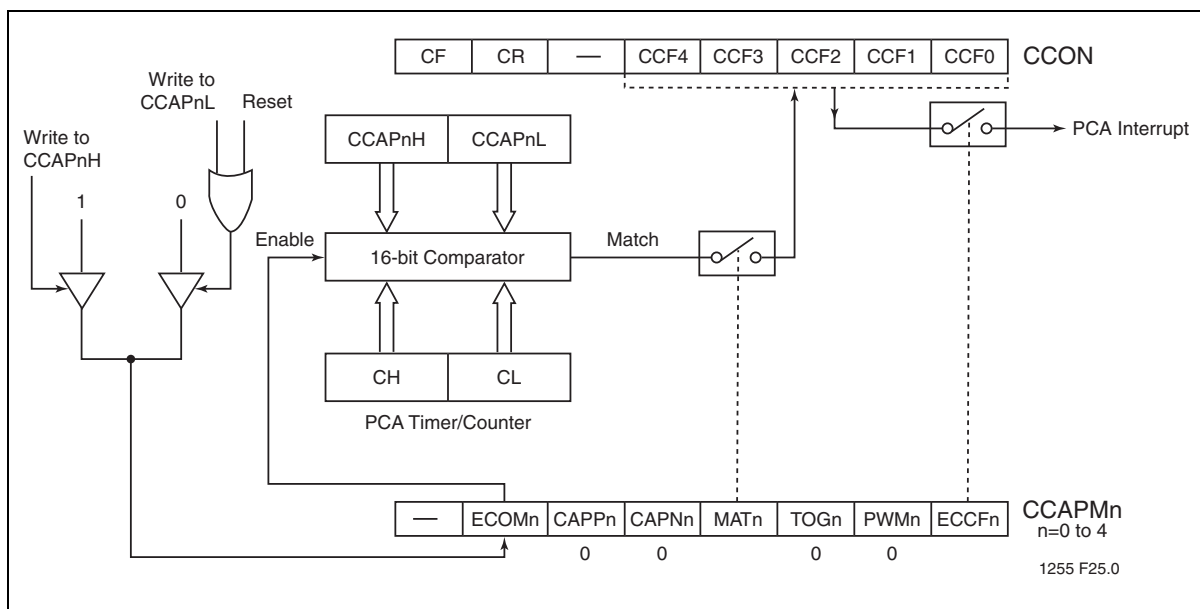 CF CR — CCF4 CCF3 CCF2 CCF1 CCF0 CCON
Write to
CCAPnL
Reset
Write to
CCAPnH
CCAPnH CCAPnL
PCA Interrupt
1 0
Enable
16-bit Comparator
Match
CH CL
PCA Timer/Counter
— ECOMn CAPPn CAPNn MATn TOGn PWMn ECCFn CCAPMn
n=0 to 4
0 0 0 0
1255 F25.0